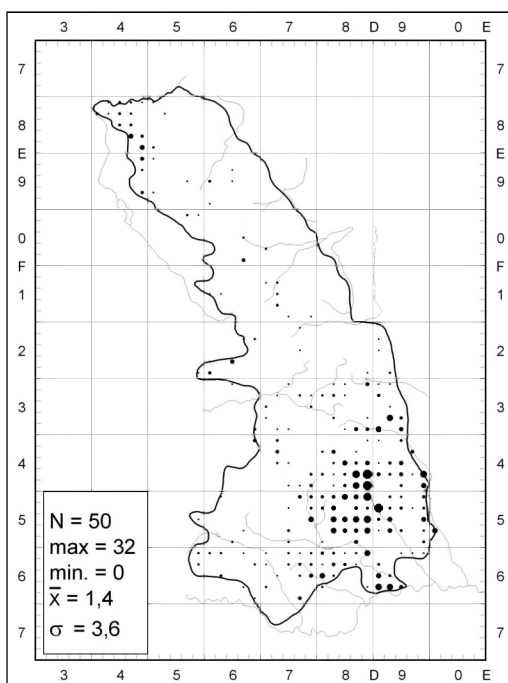 3 4 5 6 7 8 D 9 0 E
7 7
8 8
E E
9 9
0 0
F F
1 1
2 2
3 3
4 4
5 5
6 6
7 7
N = 50
max = 32
min. = 0
x̅ = 1,4
σ = 3,6
3 4 5 6 7 8 D 9 0 E